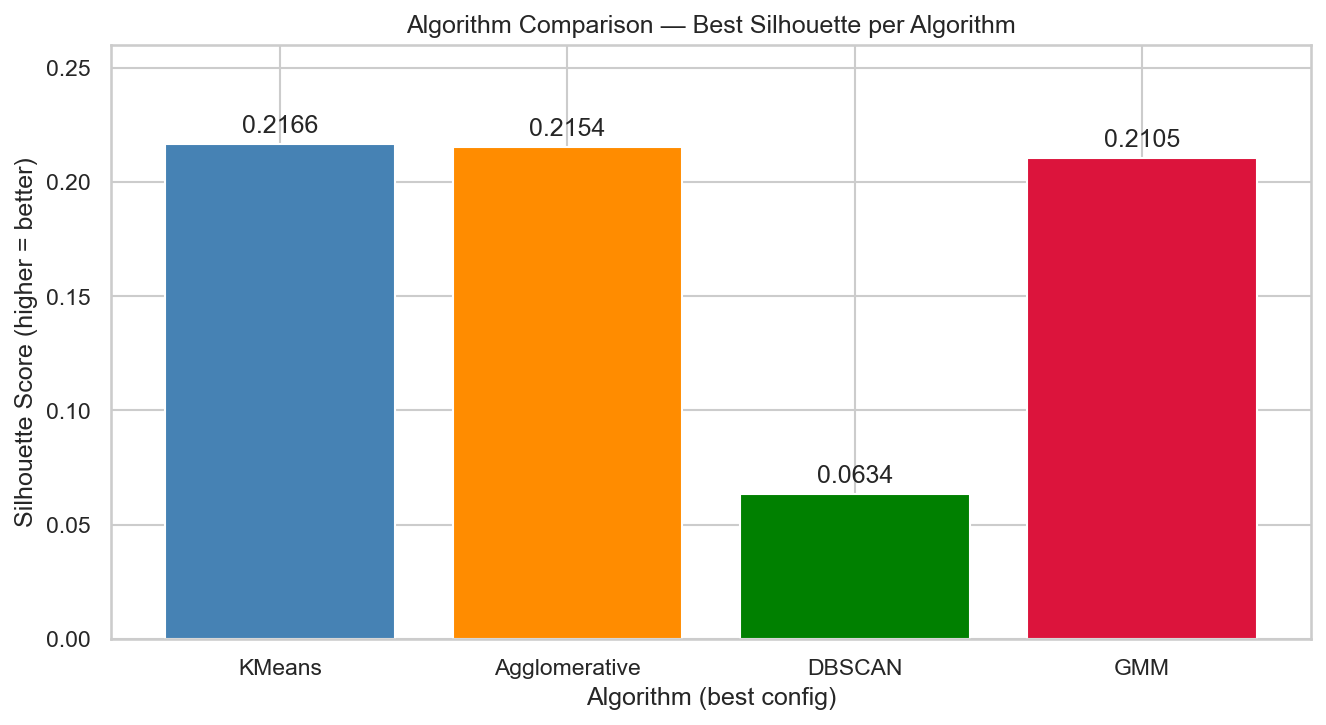 Algorithm Comparison — Best Silhouette per Algorithm
Silhouette Score (higher = better)
0.25
0.20
0.15
0.10
0.05
0.00
0.2166
0.2154
0.0634
0.2105
KMeans
Agglomerative
DBSCAN
GMM
Algorithm (best config)